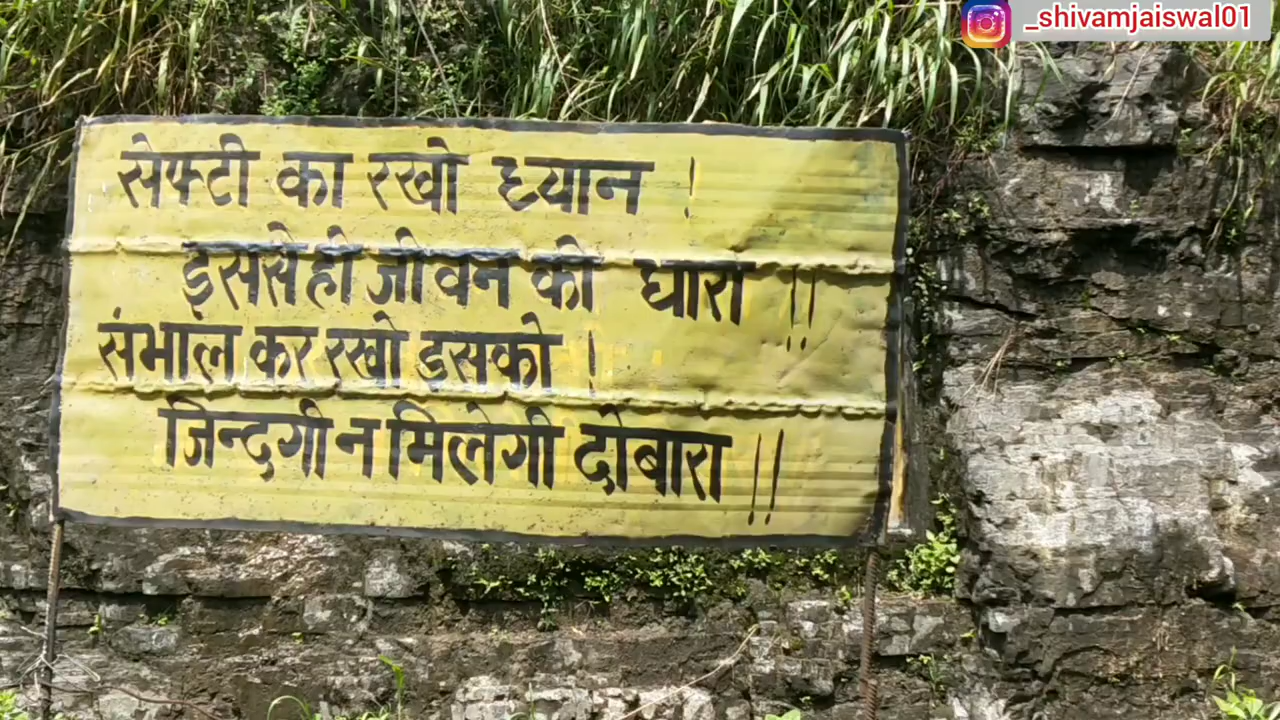 _shivamjaiswal01
सेफ्टी का रखो ध्यान !
इससे ही जीवन की धारा !!
संभाल कर रखो इसको !
जिन्दगी न मिलेगी दोबारा !!